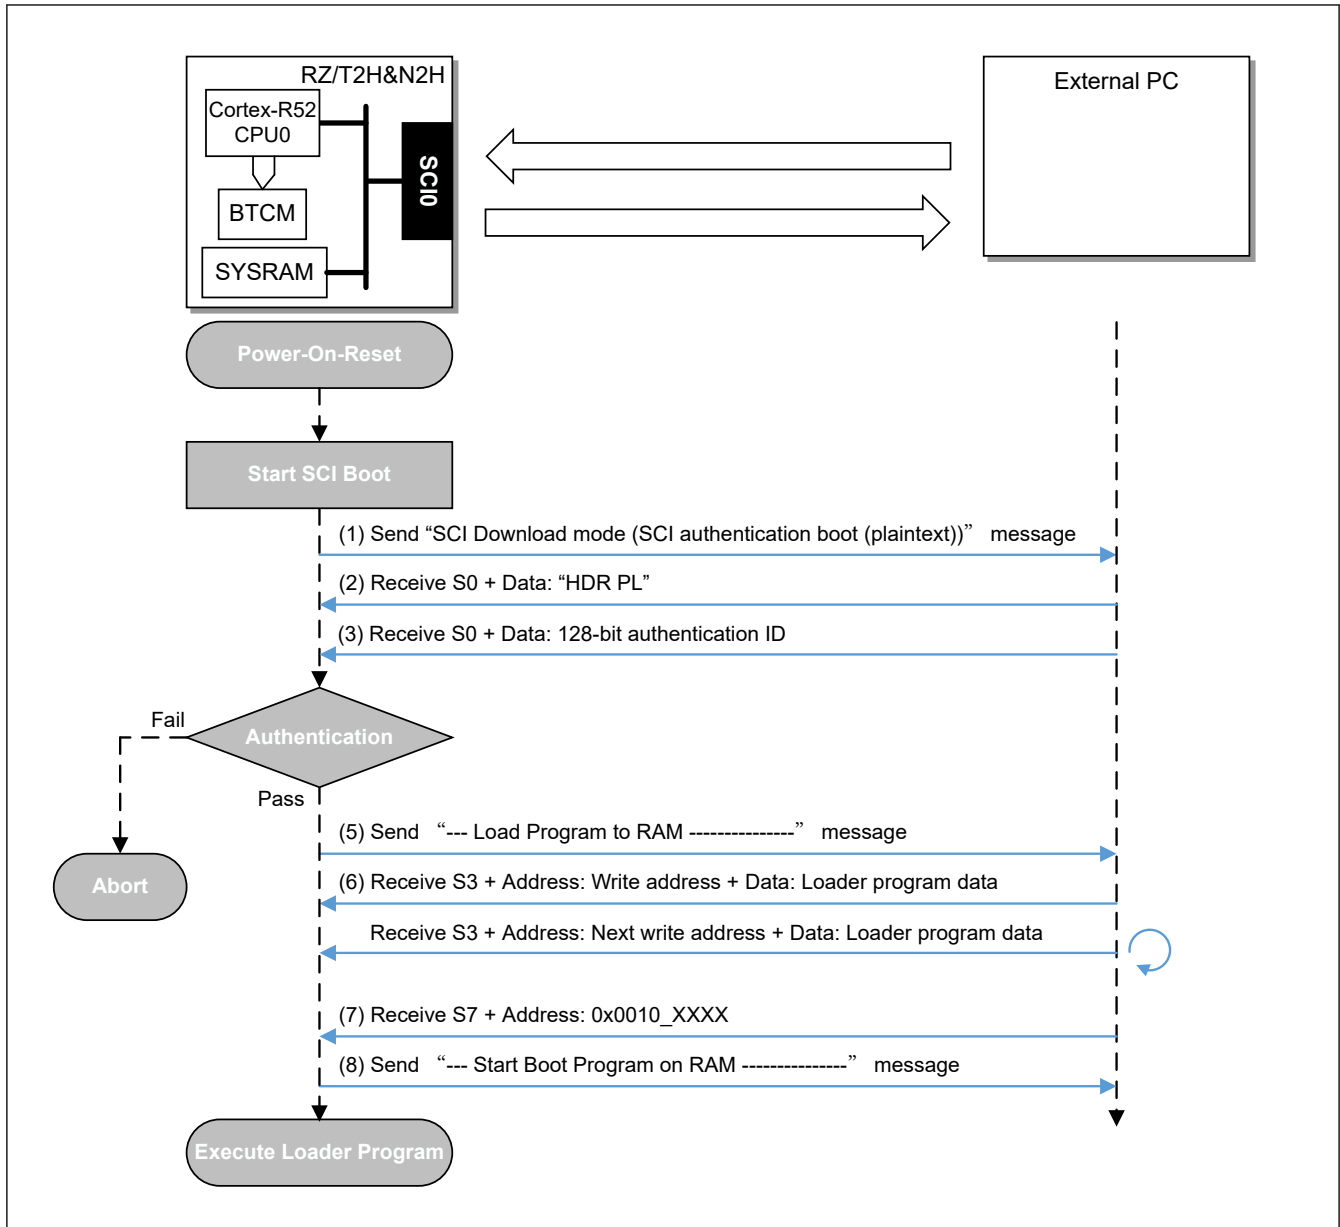 RZ/T2H&N2H
External PC
Cortex-R52
CPU0
SCI0
BTCM
SYSRAM
Power-On-Reset
Start SCI Boot
(1) Send “SCI Download mode (SCI authentication boot (plaintext))” message
(2) Receive S0 + Data: “HDR PL”
(3) Receive S0 + Data: 128-bit authentication ID
Fail
Authentication
Pass
(5) Send “--- Load Program to RAM ---------------” message
Abort
(6) Receive S3 + Address: Write address + Data: Loader program data
Receive S3 + Address: Next write address + Data: Loader program data
(7) Receive S7 + Address: 0x0010_XXXX
(8) Send “--- Start Boot Program on RAM ---------------” message
Execute Loader Program